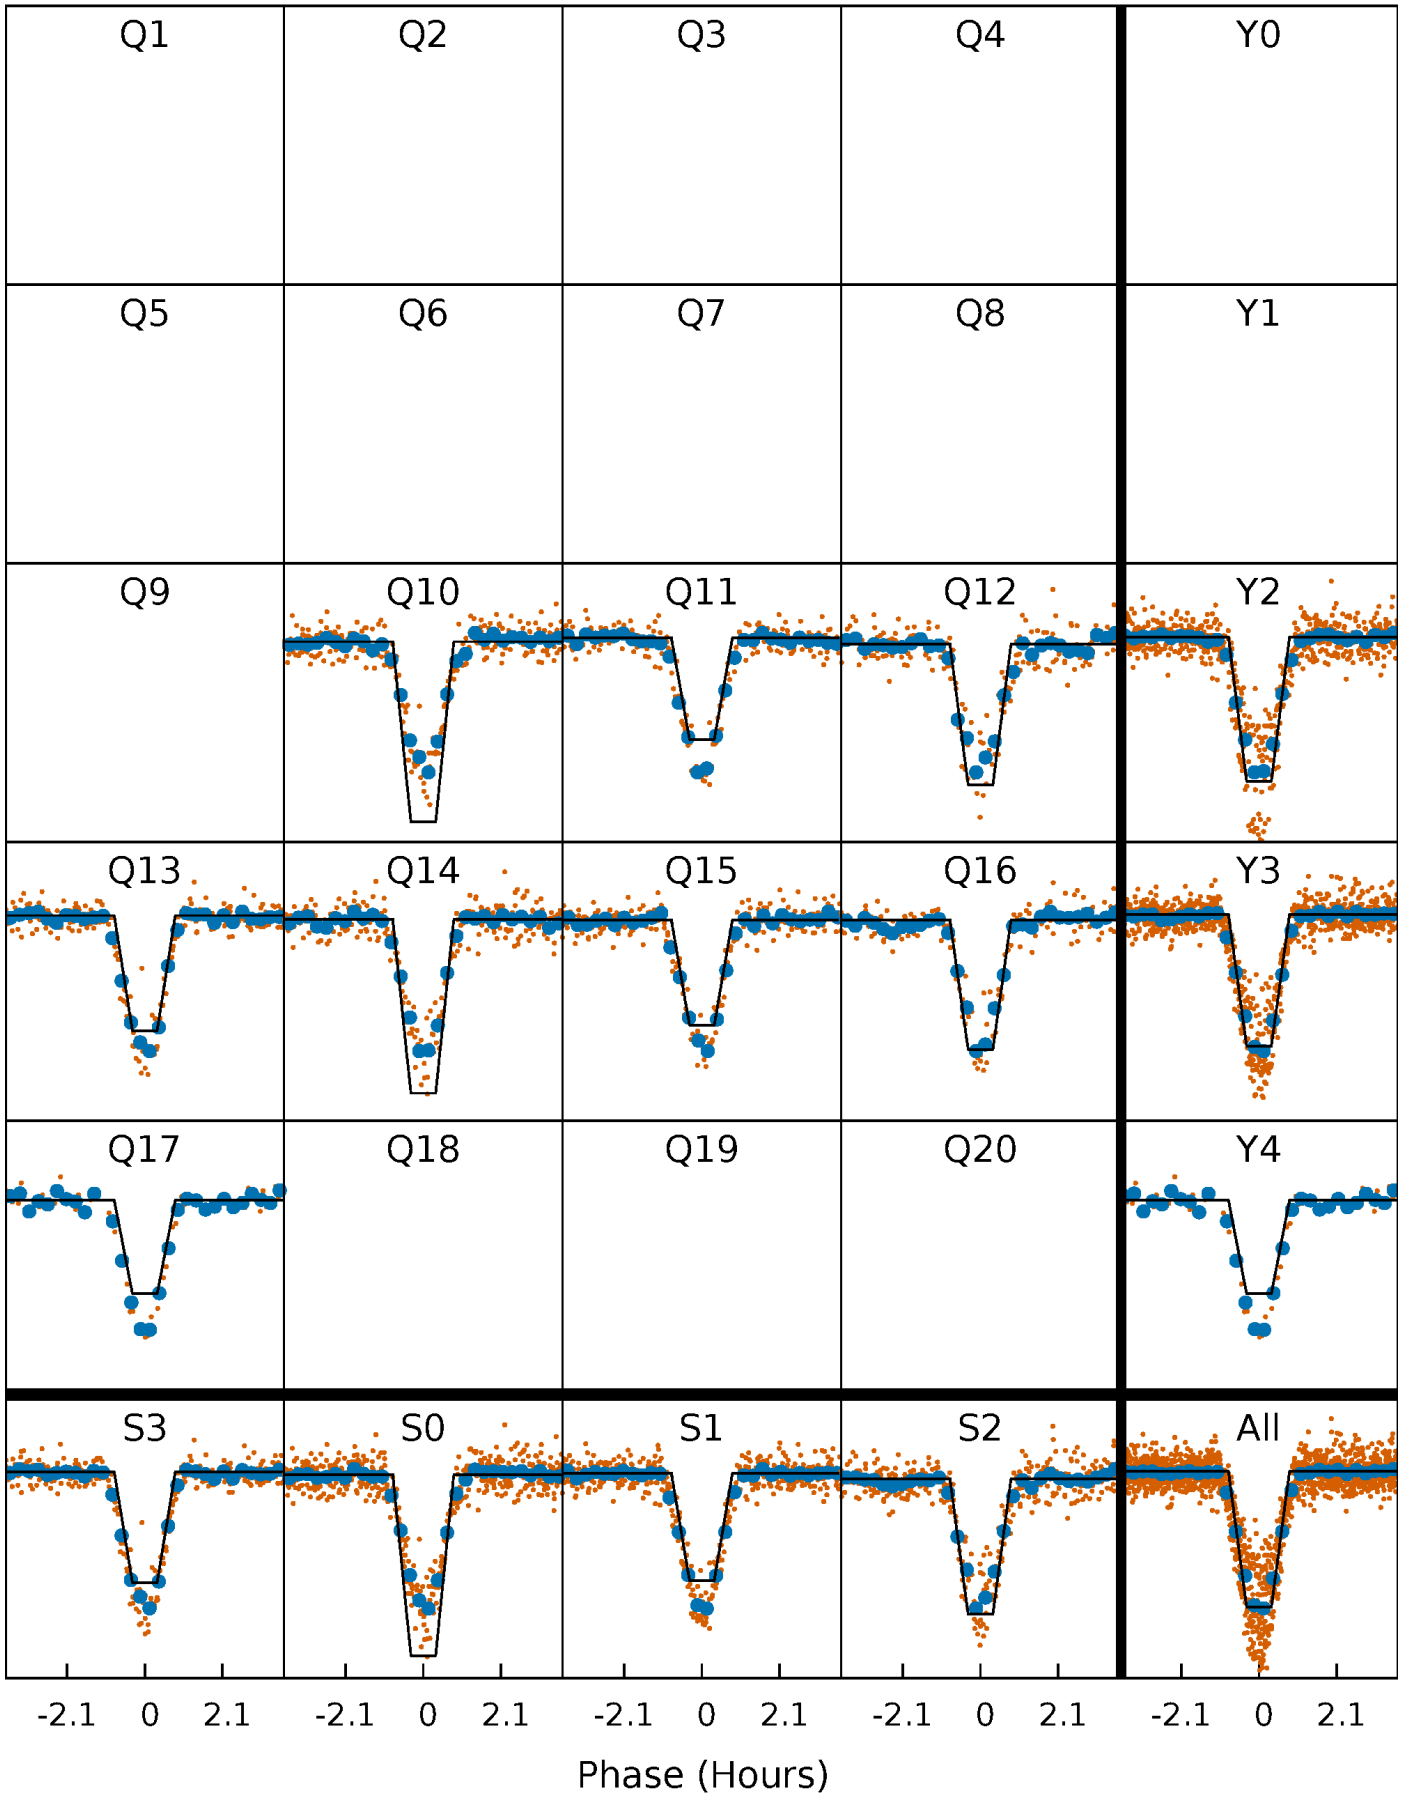 Q1 Q2 Q3 Q4 Y0
Q5 Q6 Q7 Q8 Y1
Q9 Q10 Q11 Q12 Y2
Q13 Q14 Q15 Q16 Y3
Q17 Q18 Q19 Q20 Y4
S3 S0 S1 S2 All
-2.1 0 2.1 -2.1 0 2.1 -2.1 0 2.1 -2.1 0 2.1 -2.1 0 2.1
Phase (Hours)